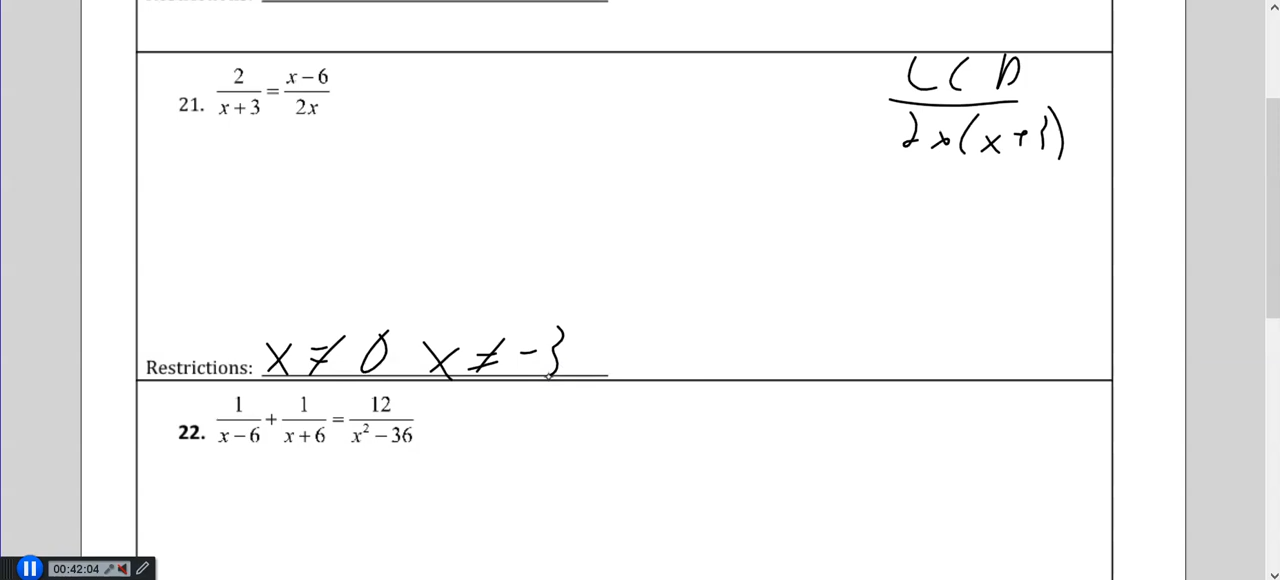 21. 2/(x+3) = (x−6)/(2x)
LCD
2x(x+3)
Restrictions: x ≠ 0 x ≠ -3
22. 1/(x−6) + 1/(x+6) = 12/(x² − 36)
00:42:04